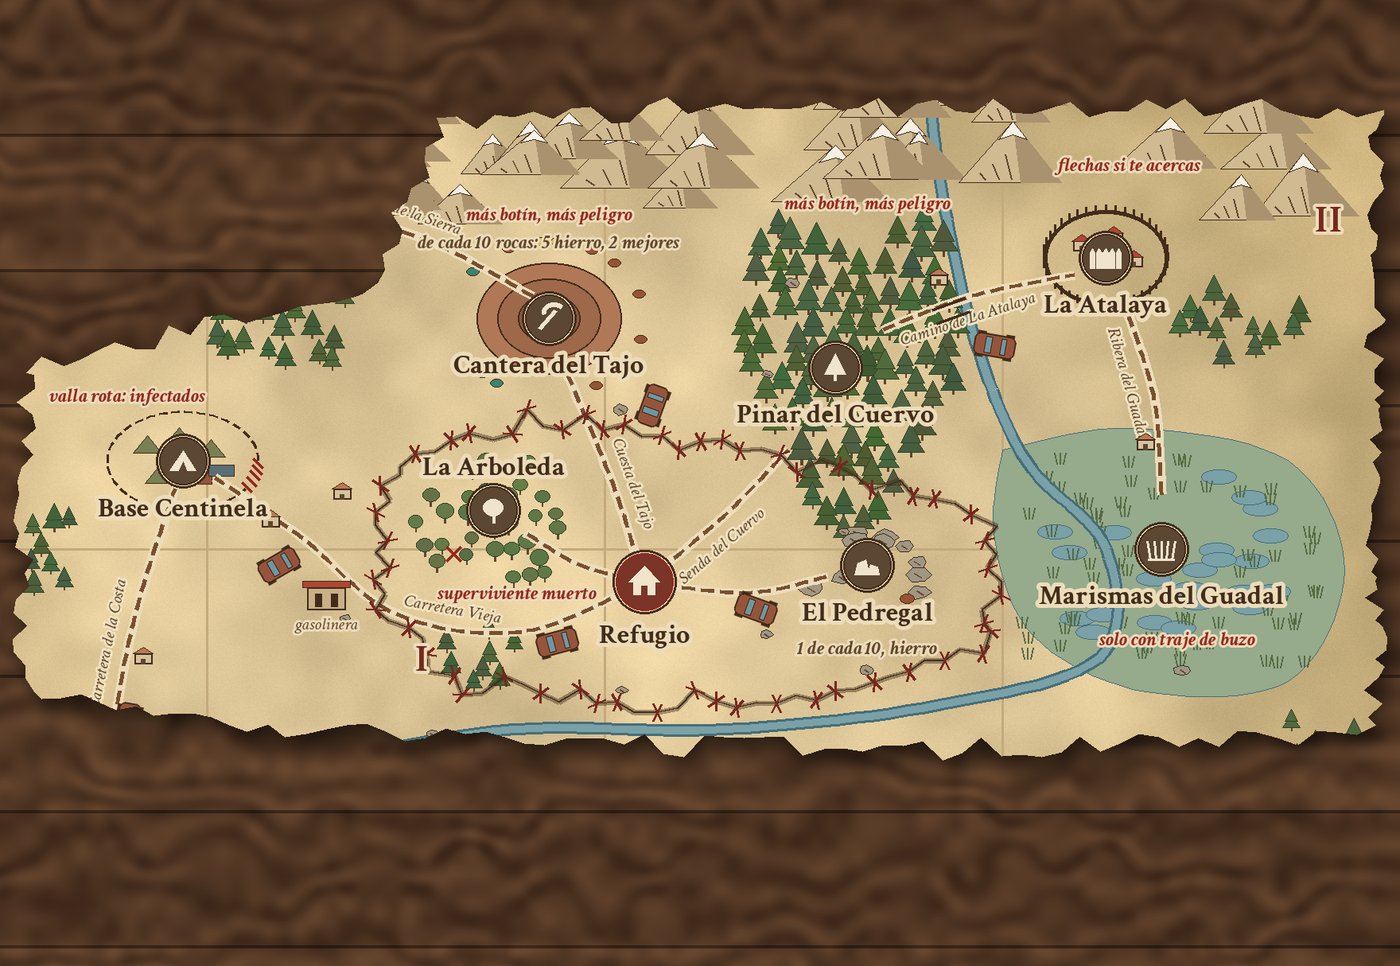 flechas si te acercas
II
más botín, más peligro
más botín, más peligro
de la Sierra
de cada 10 rocas: 5 hierro, 2 mejores
La Atalaya
Camino de La Atalaya
Ribera del Guadal
Cantera del Tajo
Pinar del Cuervo
valla rota: infectados
Base Centinela
La Arboleda
Cuesta del Tajo
Senda del Cuervo
superviviente muerto
Carretera Vieja
gasolinera
Refugio
El Pedregal
1 de cada 10, hierro
Marismas del Guadal
solo con traje de buzo
I
arretera de la Costa